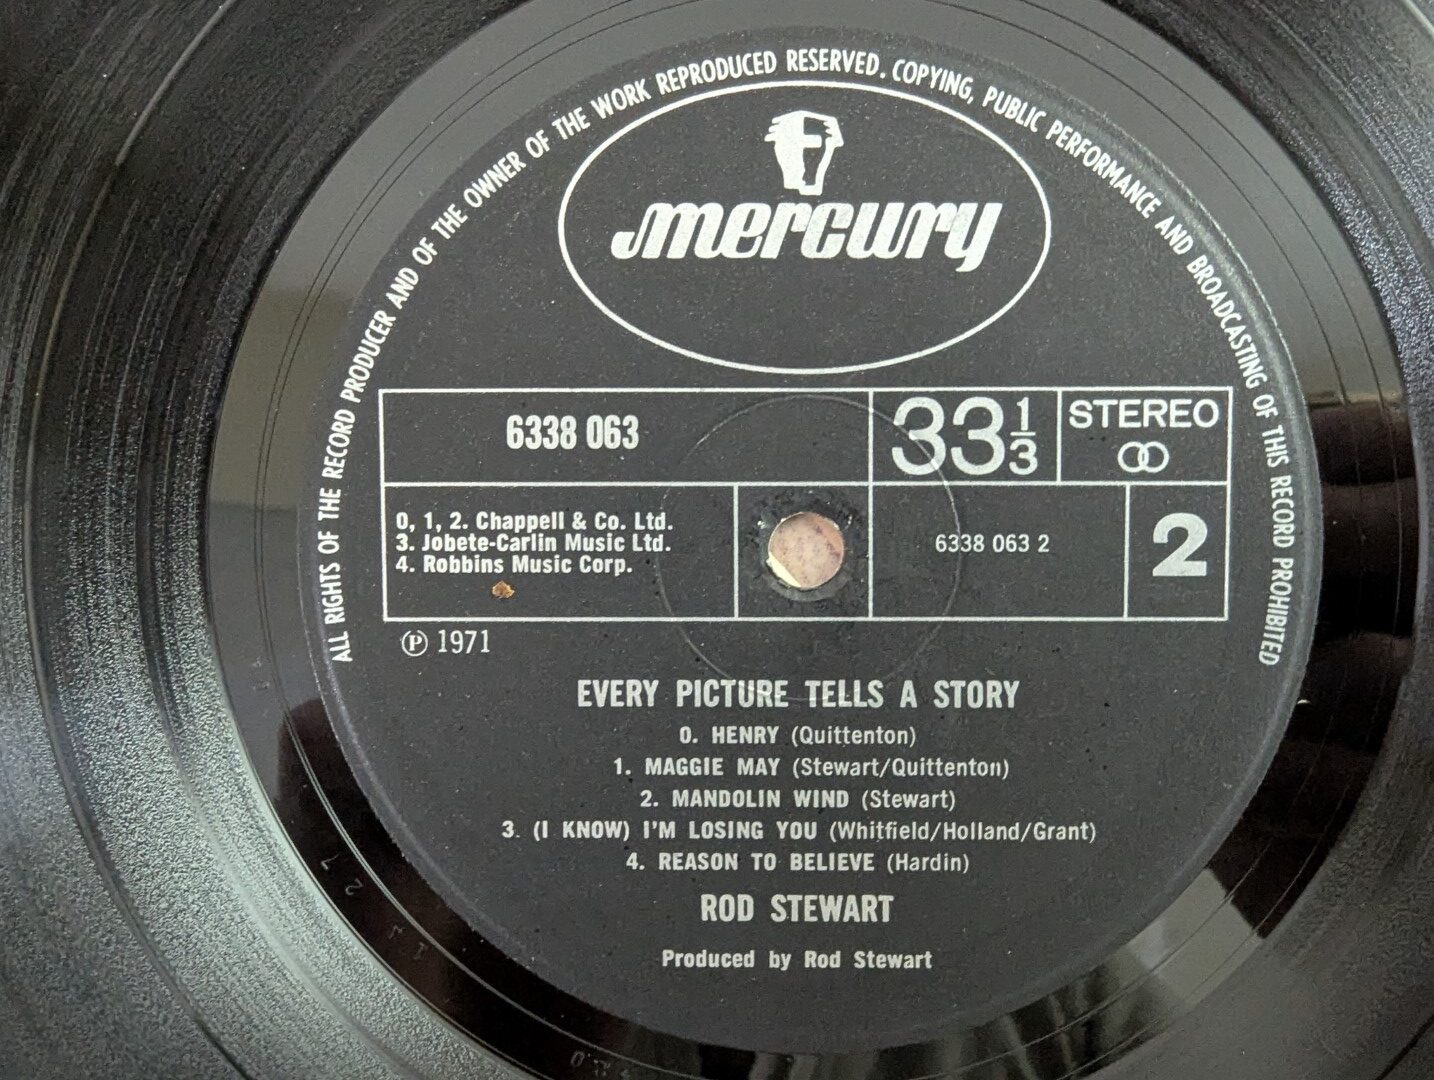 ALL RIGHTS OF THE RECORD PRODUCER AND OF THE OWNER OF THE WORK REPRODUCED RESERVED. COPYING, PUBLIC PERFORMANCE AND BROADCASTING OF THIS RECORD PROHIBITED
mercury
6338 063
33 1/3
STEREO
0, 1, 2. Chappell & Co. Ltd.
3. Jobete-Carlin Music Ltd.
4. Robbins Music Corp.
6338 063 2
2
Ⓟ 1971
EVERY PICTURE TELLS A STORY
0. HENRY (Quittenton)
1. MAGGIE MAY (Stewart/Quittenton)
2. MANDOLIN WIND (Stewart)
3. (I KNOW) I'M LOSING YOU (Whitfield/Holland/Grant)
4. REASON TO BELIEVE (Hardin)
ROD STEWART
Produced by Rod Stewart